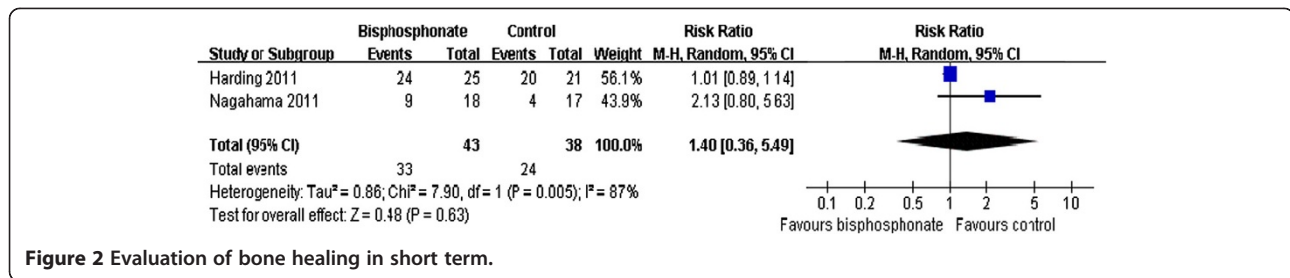 Bisphosphonate Control Risk Ratio Risk Ratio
Study or Subgroup Events Total Events Total Weight M-H, Random, 95% CI M-H, Random, 95% CI
Harding 2011 24 25 20 21 56.1% 1.01 [0.89, 1.14]
Nagahama 2011 9 18 4 17 43.9% 2.13 [0.80, 5.63]
Total (95% CI) 43 38 100.0% 1.40 [0.36, 5.49]
Total events 33 24
Heterogeneity: Tau² = 0.86; Chi² = 7.90, df = 1 (P = 0.005); I² = 87%
Test for overall effect: Z = 0.48 (P = 0.63)
0.1 0.2 0.5 1 2 5 10
Favours bisphosphonate Favours control
Figure 2 Evaluation of bone healing in short term.